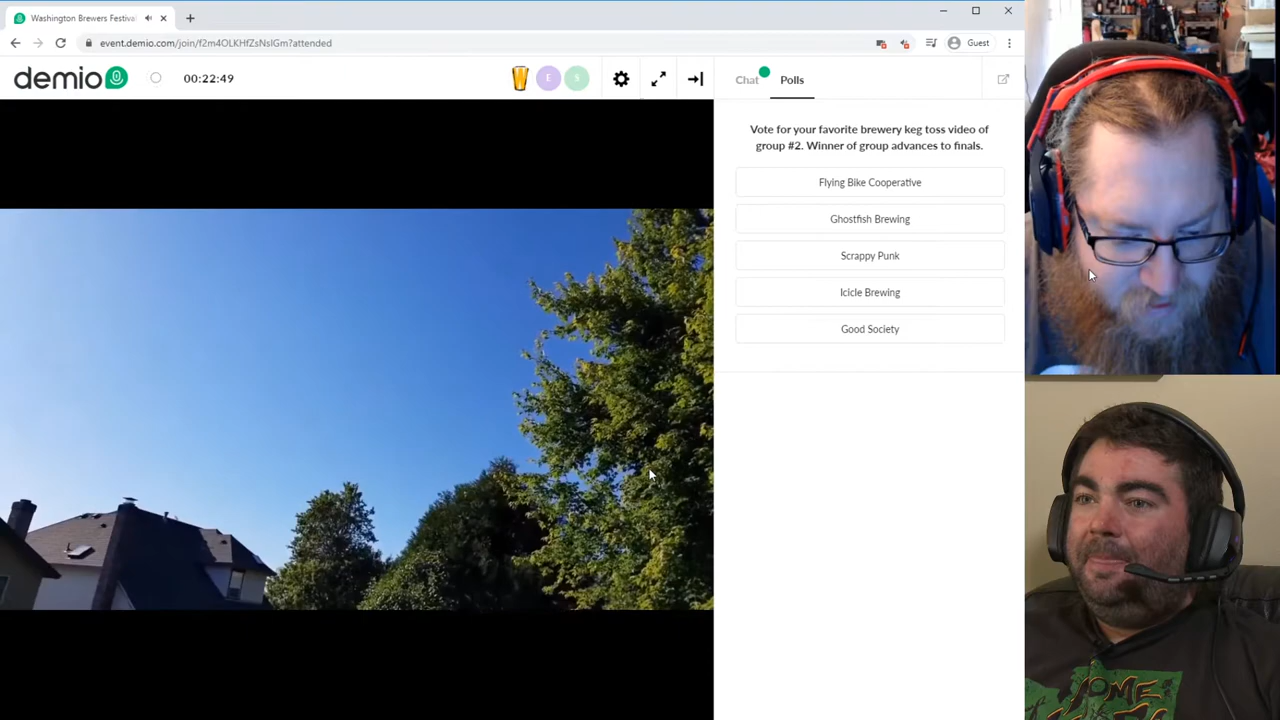 Washington Brewers Festiva
event.demio.com/join/f2m4OLKHfZsNsIGm?attended
Guest
demio
00:22:49
E
S
Chat
Polls
Vote for your favorite brewery keg toss video of
group #2. Winner of group advances to finals.
Flying Bike Cooperative
Ghostfish Brewing
Scrappy Punk
Icicle Brewing
Good Society